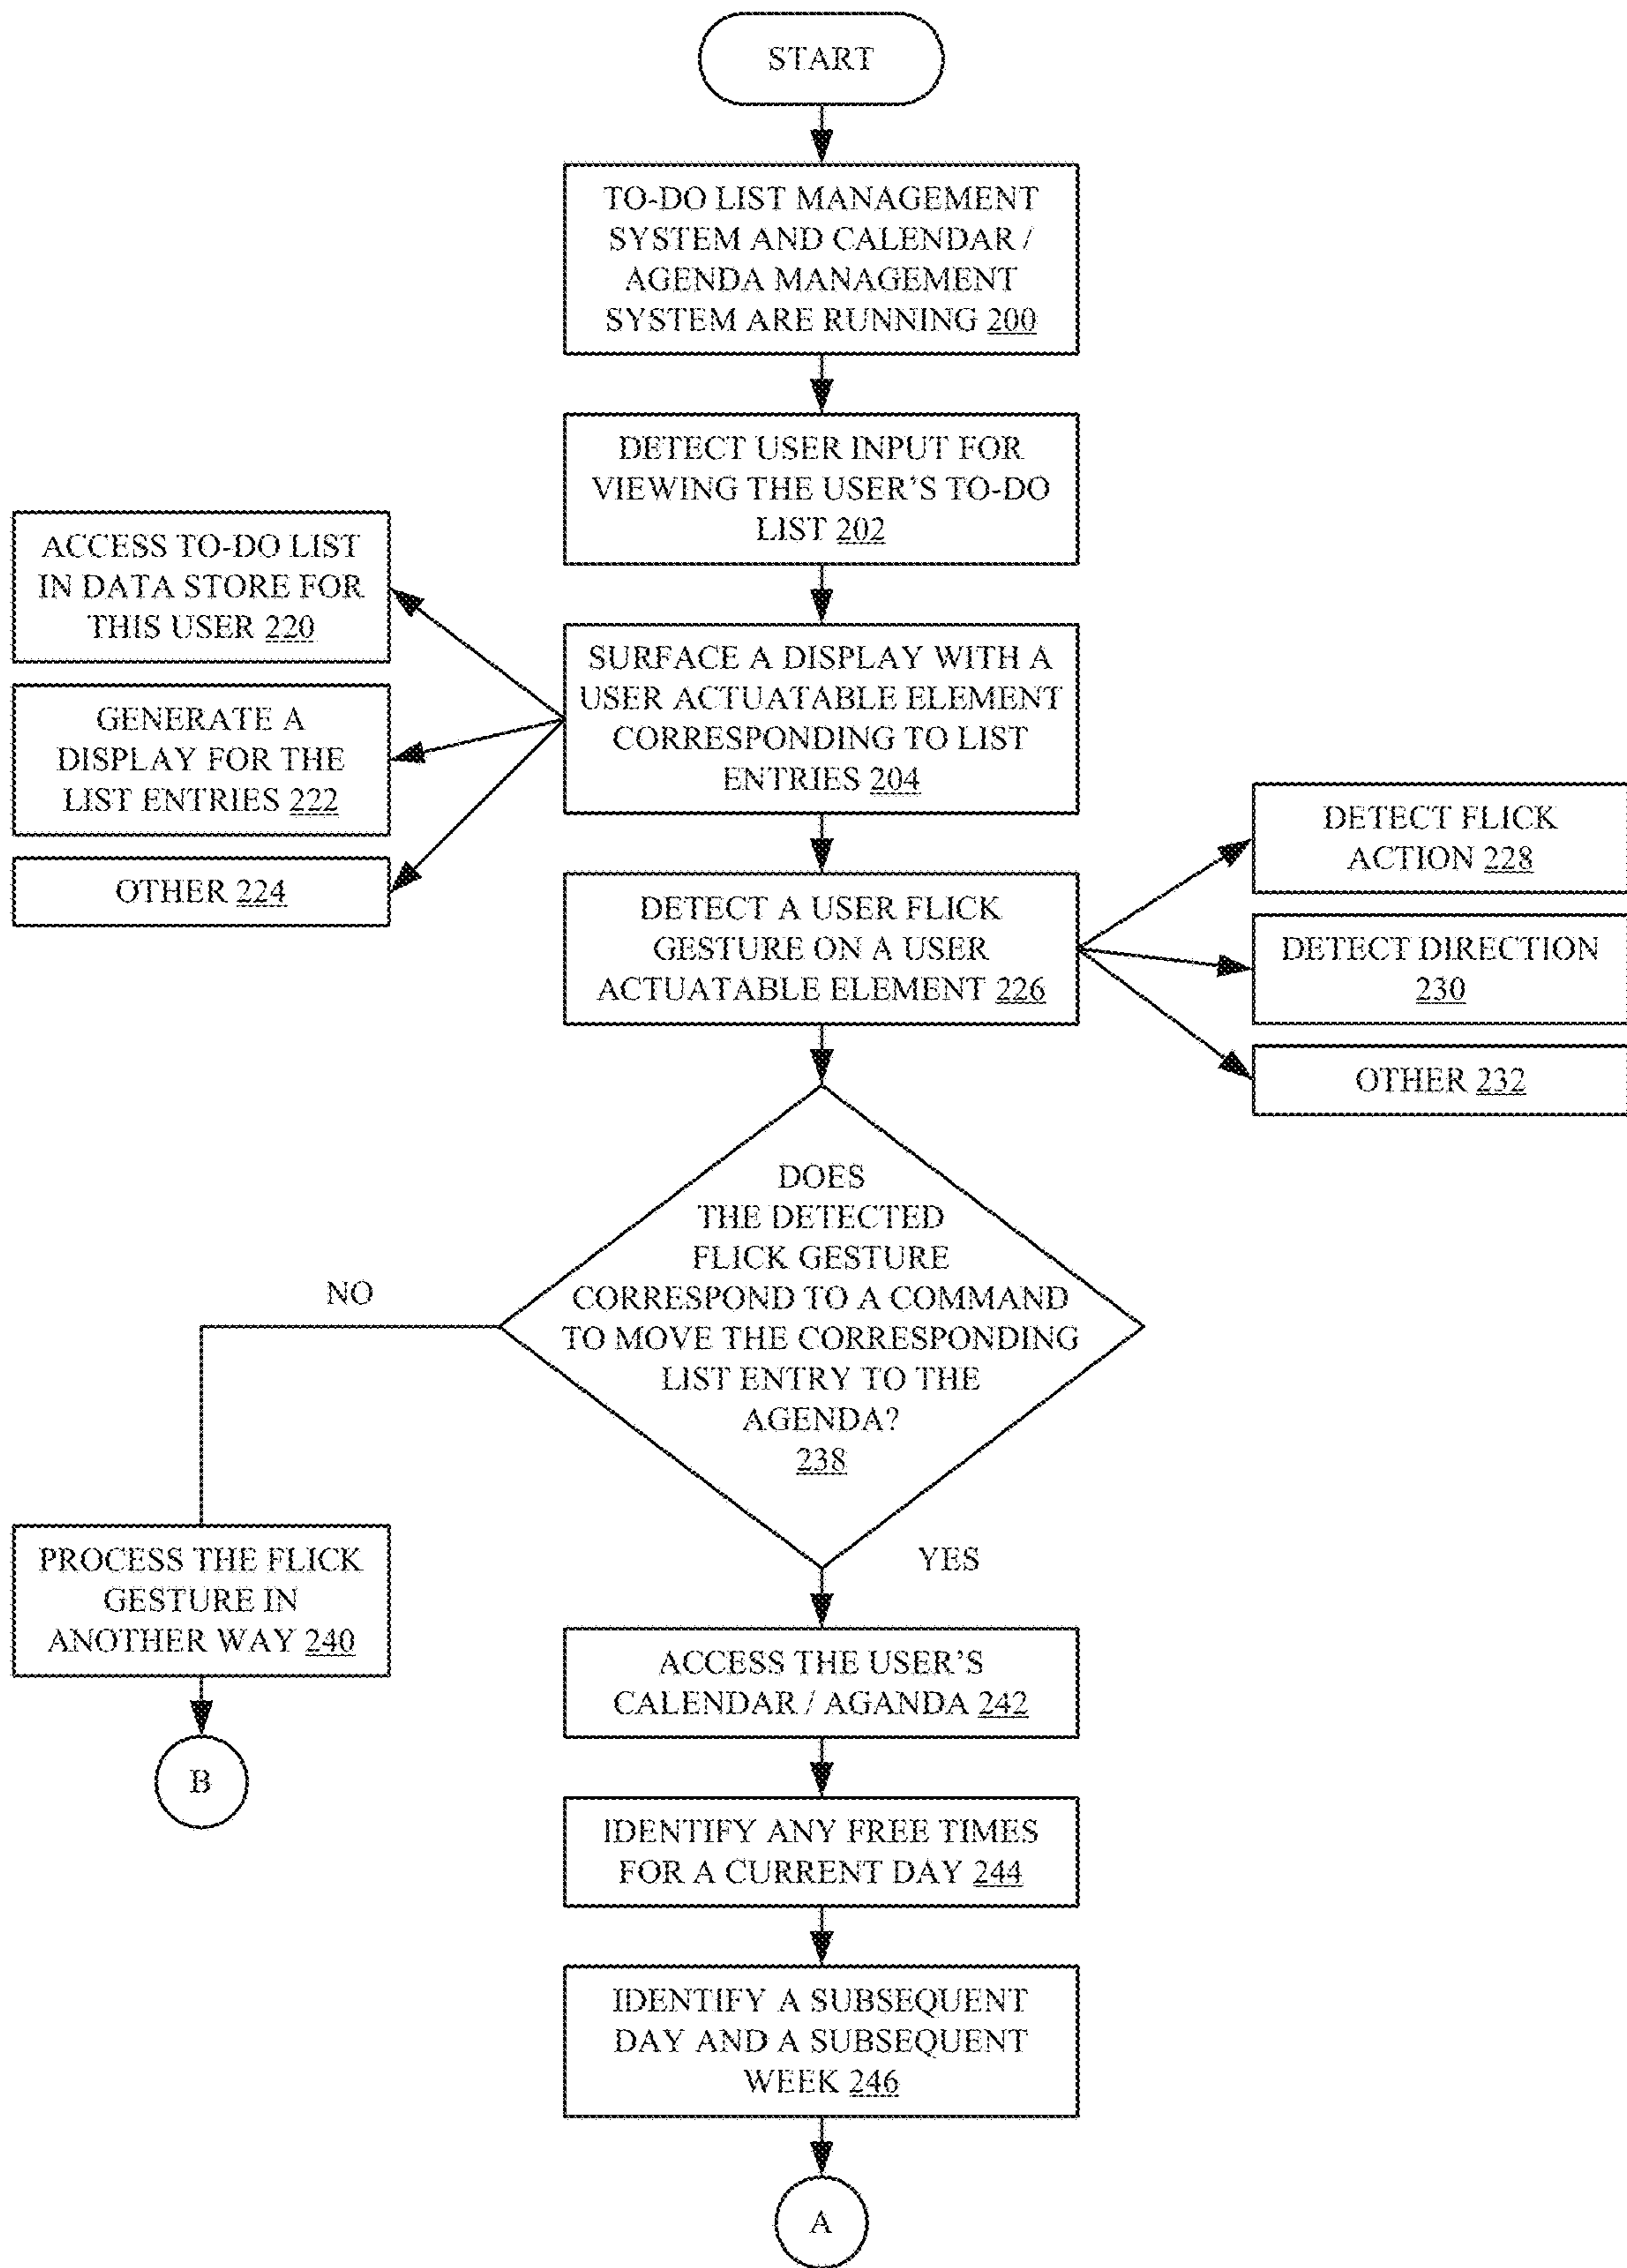 START
TO-DO LIST MANAGEMENT
SYSTEM AND CALENDAR /
AGENDA MANAGEMENT
SYSTEM ARE RUNNING 200
DETECT USER INPUT FOR
VIEWING THE USER'S TO-DO
LIST 202
ACCESS TO-DO LIST
IN DATA STORE FOR
THIS USER 220
GENERATE A
DISPLAY FOR THE
LIST ENTRIES 222
OTHER 224
SURFACE A DISPLAY WITH A
USER ACTUATABLE ELEMENT
CORRESPONDING TO LIST
ENTRIES 204
DETECT A USER FLICK
GESTURE ON A USER
ACTUATABLE ELEMENT 226
DETECT FLICK
ACTION 228
DETECT DIRECTION
230
OTHER 232
DOES
THE DETECTED
FLICK GESTURE
CORRESPOND TO A COMMAND
TO MOVE THE CORRESPONDING
LIST ENTRY TO THE
AGENDA?
238
NO
PROCESS THE FLICK
GESTURE IN
ANOTHER WAY 240
B
YES
ACCESS THE USER'S
CALENDAR / AGANDA 242
IDENTIFY ANY FREE TIMES
FOR A CURRENT DAY 244
IDENTIFY A SUBSEQUENT
DAY AND A SUBSEQUENT
WEEK 246
A